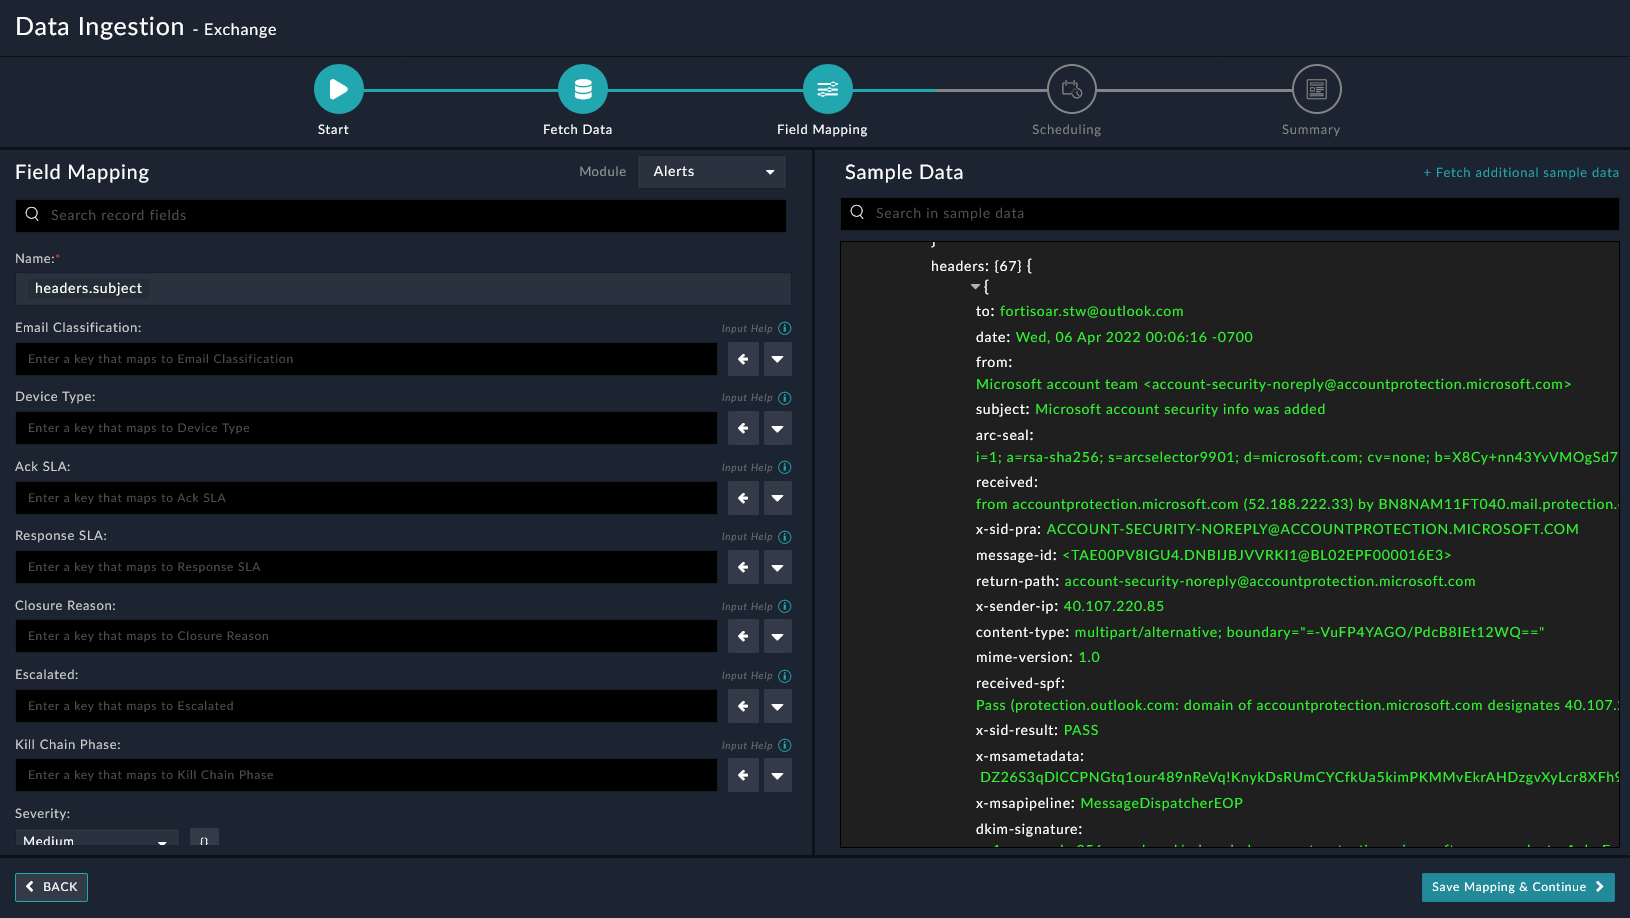 Data Ingestion - Exchange
Start
Fetch Data
Field Mapping
Scheduling
Summary
Field Mapping
Module
Alerts
Search record fields
Name:*
headers.subject
Email Classification:
Input Help
Enter a key that maps to Email Classification
Device Type:
Input Help
Enter a key that maps to Device Type
Ack SLA:
Input Help
Enter a key that maps to Ack SLA
Response SLA:
Input Help
Enter a key that maps to Response SLA
Closure Reason:
Input Help
Enter a key that maps to Closure Reason
Escalated:
Input Help
Enter a key that maps to Escalated
Kill Chain Phase:
Input Help
Enter a key that maps to Kill Chain Phase
Severity:
Medium
{}
Sample Data
+ Fetch additional sample data
Search in sample data
}
headers: {67} {
{
to: fortisoar.stw@outlook.com
date: Wed, 06 Apr 2022 00:06:16 -0700
from:
Microsoft account team <account-security-noreply@accountprotection.microsoft.com>
subject: Microsoft account security info was added
arc-seal:
i=1; a=rsa-sha256; s=arcselector9901; d=microsoft.com; cv=none; b=X8Cy+nn43YvVMOgSd7
received:
from accountprotection.microsoft.com (52.188.222.33) by BN8NAM11FT040.mail.protection.
x-sid-pra: ACCOUNT-SECURITY-NOREPLY@ACCOUNTPROTECTION.MICROSOFT.COM
message-id: <TAE00PV8IGU4.DNBIJBJVVRKI1@BL02EPF000016E3>
return-path: account-security-noreply@accountprotection.microsoft.com
x-sender-ip: 40.107.220.85
content-type: multipart/alternative; boundary="=-VuFP4YAGO/PdcB8IEt12WQ=="
mime-version: 1.0
received-spf:
Pass (protection.outlook.com: domain of accountprotection.microsoft.com designates 40.107.
x-sid-result: PASS
x-msametadata:
DZ26S3qDlCCPNGtq1our489nReVq!KnykDsRUmCYCfkUa5kimPKMMvEkrAHDzgvXyLcr8XFh9
x-msapipeline: MessageDispatcherEOP
dkim-signature:
BACK
Save Mapping & Continue